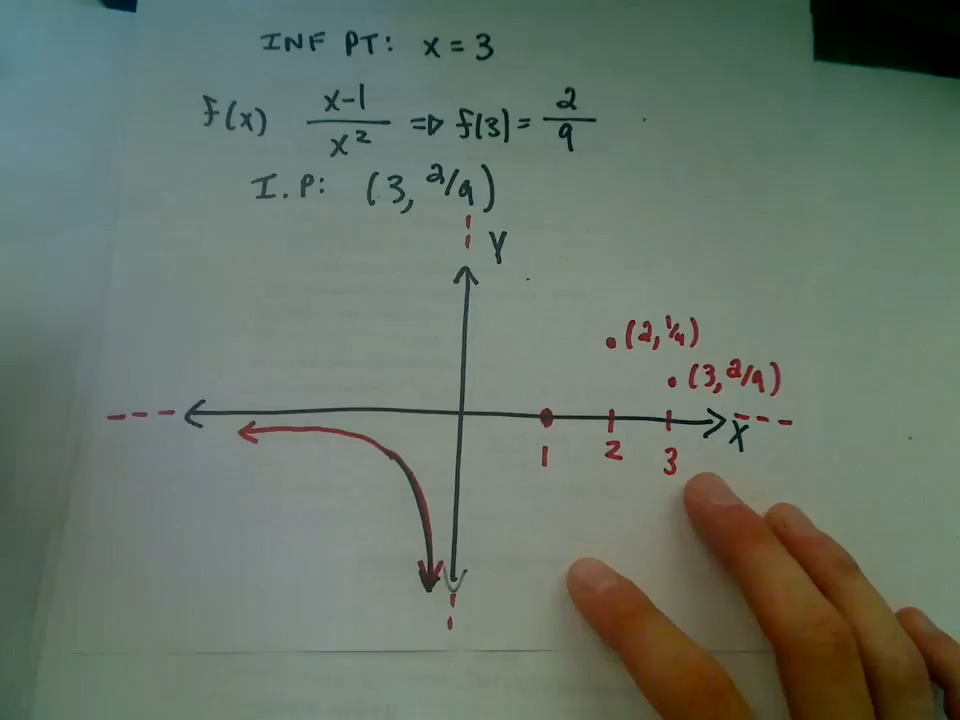 INF PT: x = 3
f(x) x-1/x² ⇒ f(3) = 2/9
I.P: (3, 2/9)
Y
(2, 1/4)
(3, 2/9)
X
1 2 3